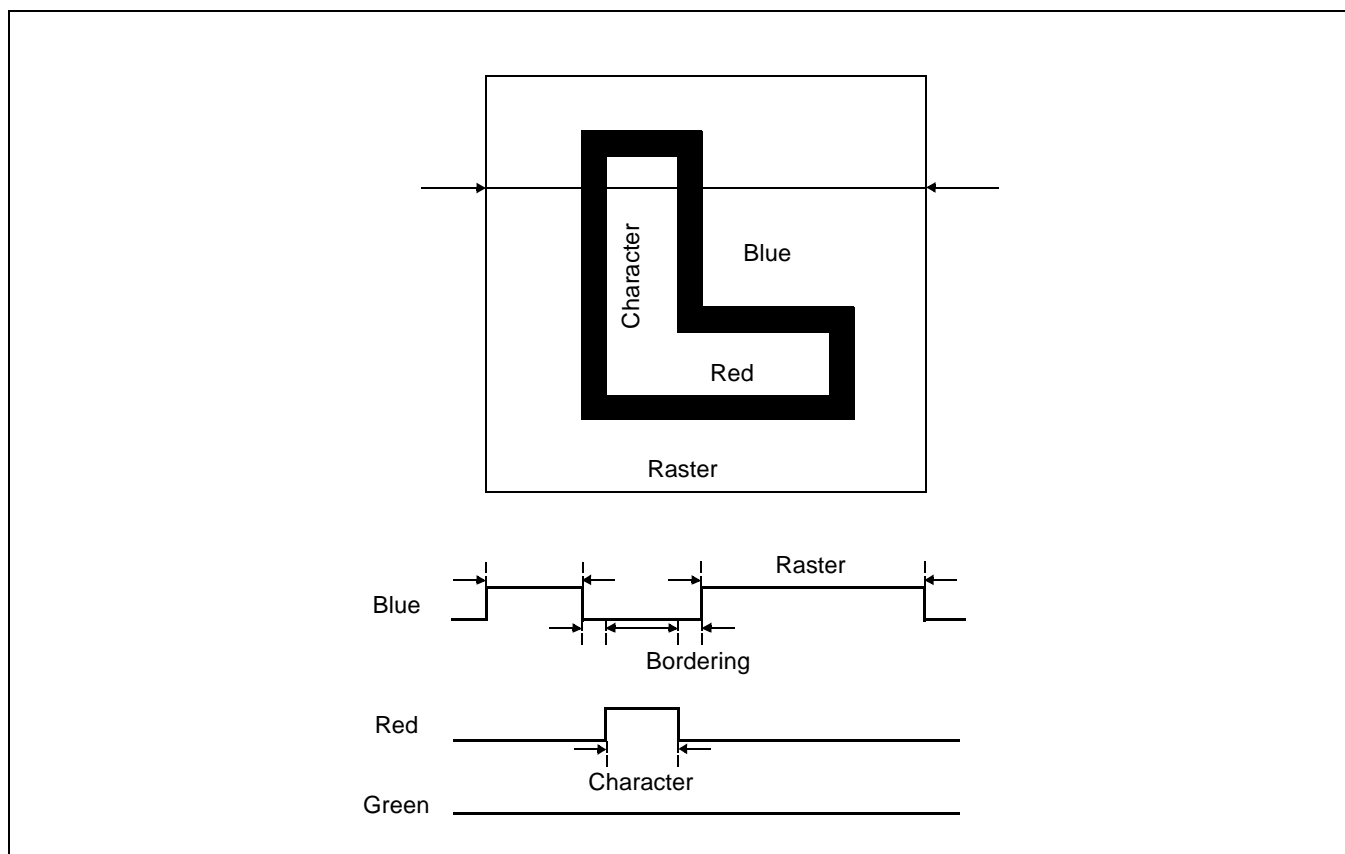 Character
Blue
Red
Raster
Raster
Blue
Bordering
Red
Character
Green